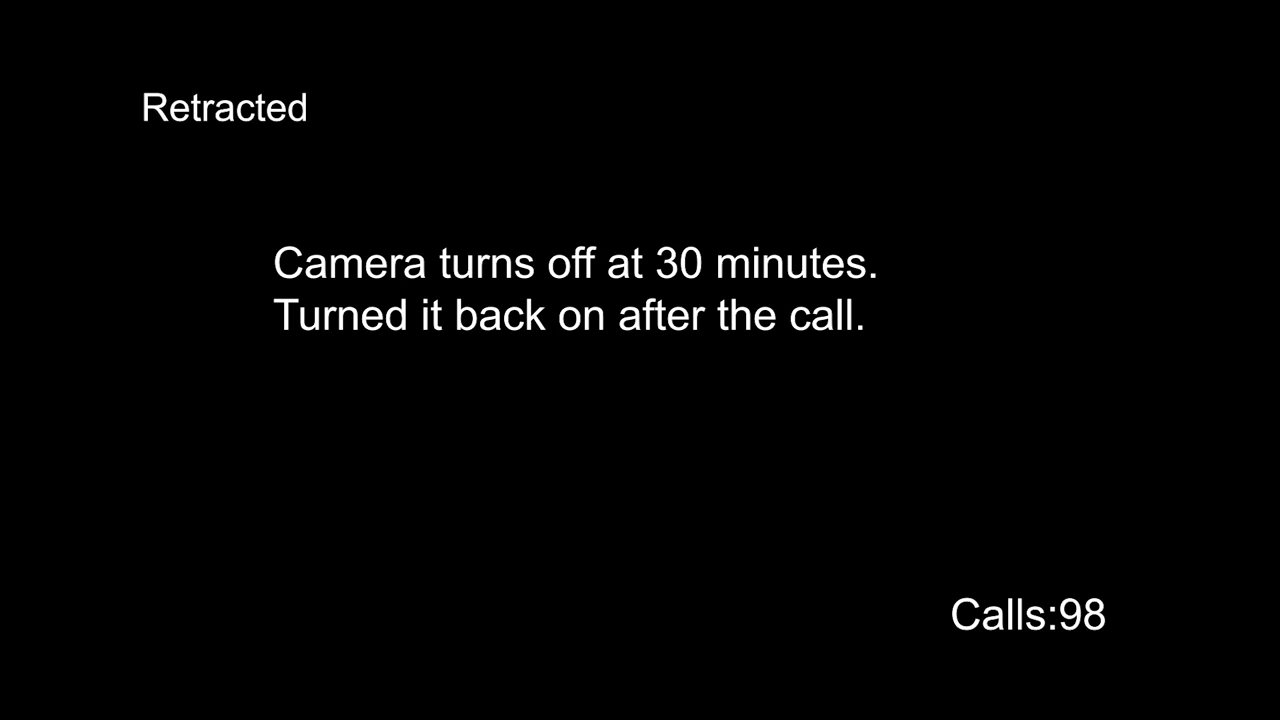 Retracted
Camera turns off at 30 minutes.
Turned it back on after the call.
Calls:98